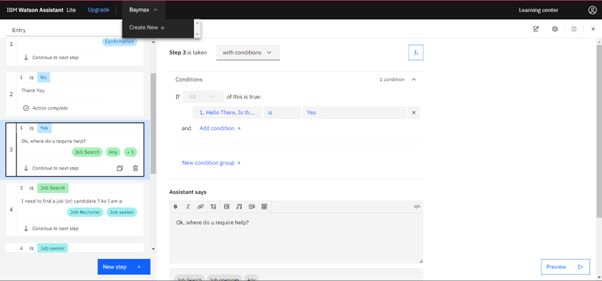 IBM Watson Assistant Lite
Upgrade
Baymax
Learning center
Create New +
Entry
1
Confirmation
Continue to next step
2
1 is No
Thank You
Action complete
3
1 is Yes
Ok, where do u require help?
Job Search Any + 1
Continue to next step
4
3 is Job Search
I need to find a job (or) candidate ? As I am a:
Job Recruiter Job seeker
Continue to next step
4 is Job seeker
New step +
Step 3 is taken with conditions
fx
Conditions
1 condition
If All of this is true:
1. Hello There, Is th... is Yes
and Add condition +
New condition group +
Assistant says
B I
Ok, where do u require help?
Job Search Any
Preview